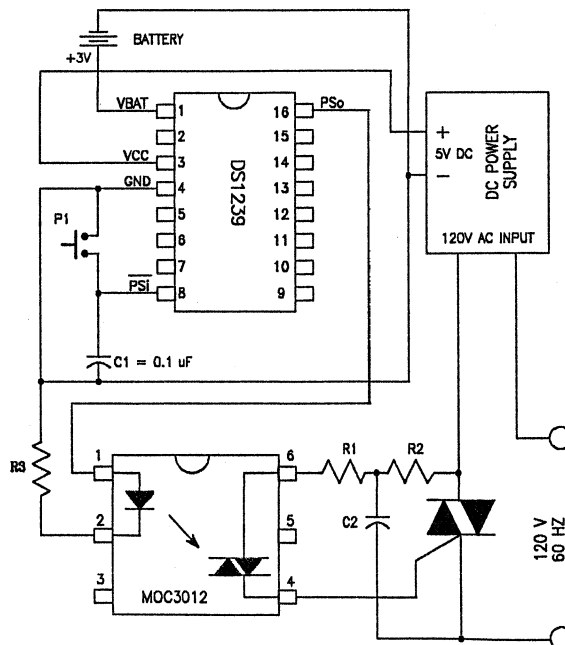 BATTERY
+3V
VBAT
1
16
PSo
2
15
VCC
3
14
GND
4
13
5
12
6
11
7
10
PSi
8
9
DS1239
P1
C1 = 0.1 uF
+
5V DC
−
DC POWER
SUPPLY
120V AC INPUT
R3
1
6
2
5
3
4
MOC3012
R1
R2
C2
120 V
60 HZ